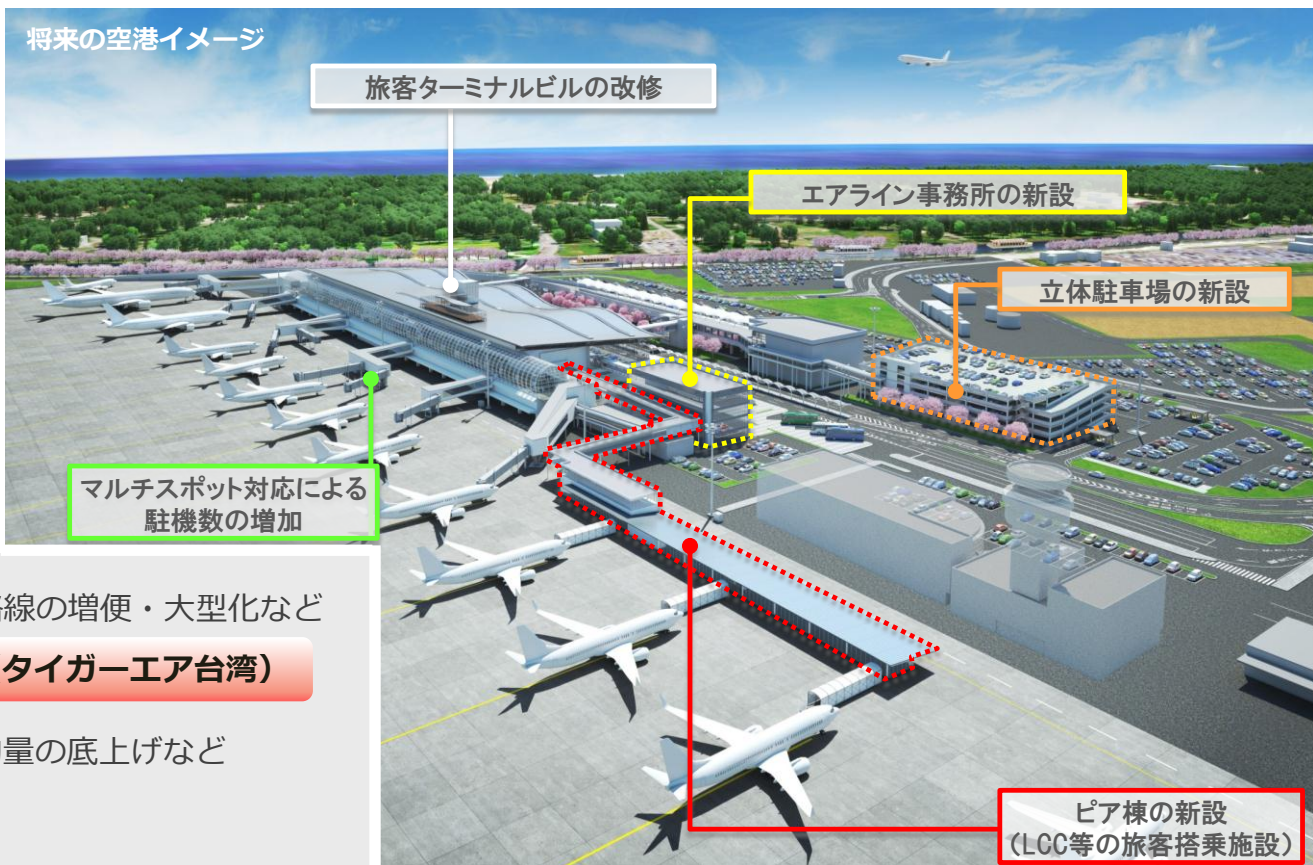 将来の空港イメージ
旅客ターミナルビルの改修
エアライン事務所の新設
立体駐車場の新設
マルチスポット対応による
駐機数の増加
線の増便・大型化など
タイガーエア台湾）
量の底上げなど
ピア棟の新設
（LCC等の旅客搭乗施設）